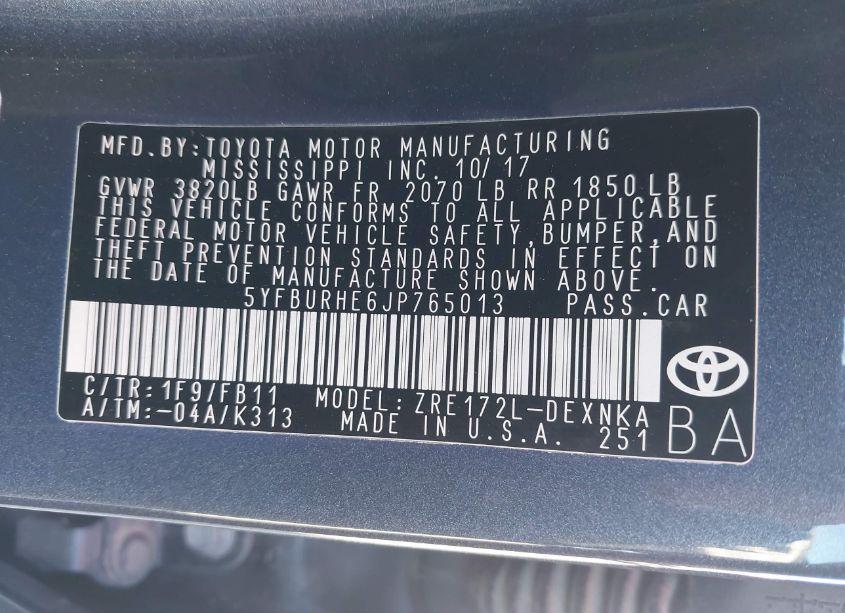 MFD.BY:TOYOTA MOTOR MANUFACTURING
MISSISSIPPI INC. 10/17
GVWR 3820LB GAWR FR 2070 LB RR 1850 LB
THIS VEHICLE CONFORMS TO ALL APPLICABLE
FEDERAL MOTOR VEHICLE SAFETY,BUMPER,AND
THEFT PREVENTION STANDARDS IN EFFECT ON
THE DATE OF MANUFACTURE SHOWN ABOVE.
5YFBURHE6JP765013 PASS.CAR
C/TR:1F9/FB11 MODEL:ZRE172L-DEXNKA
A/TM:-04A/K313 MADE IN U.S.A. 251
BA